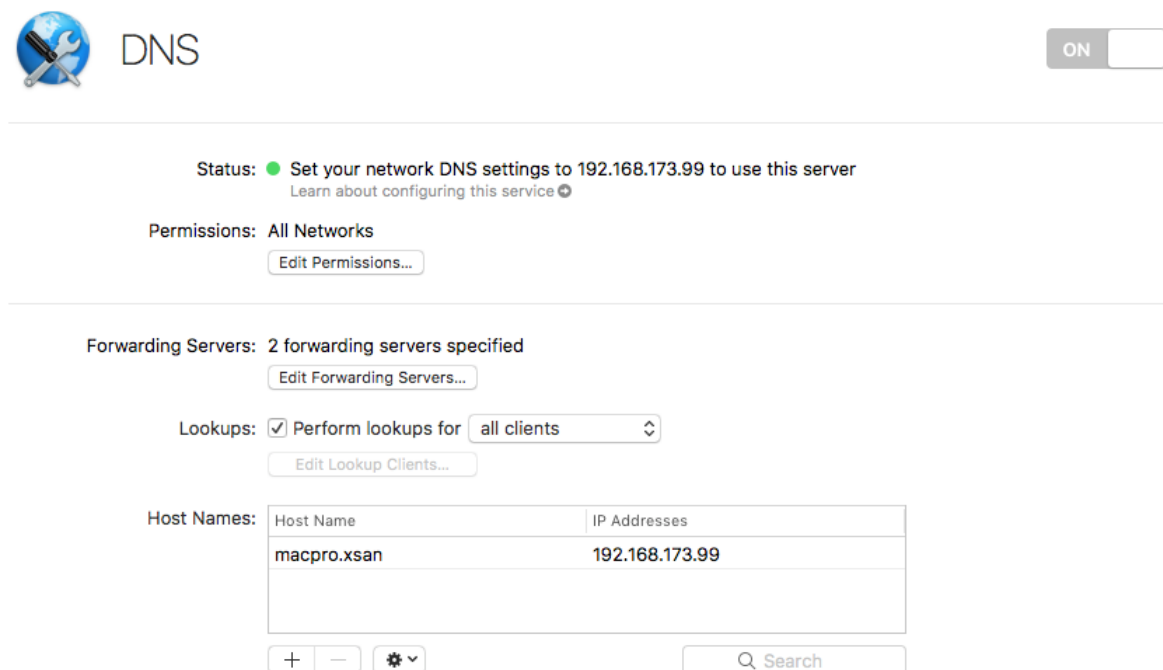 DNS
ON
Status: Set your network DNS settings to 192.168.173.99 to use this server
Learn about configuring this service
Permissions: All Networks
Edit Permissions...
Forwarding Servers: 2 forwarding servers specified
Edit Forwarding Servers...
Lookups: Perform lookups for all clients
Edit Lookup Clients...
Host Names: Host Name IP Addresses
macpro.xsan 192.168.173.99
Search